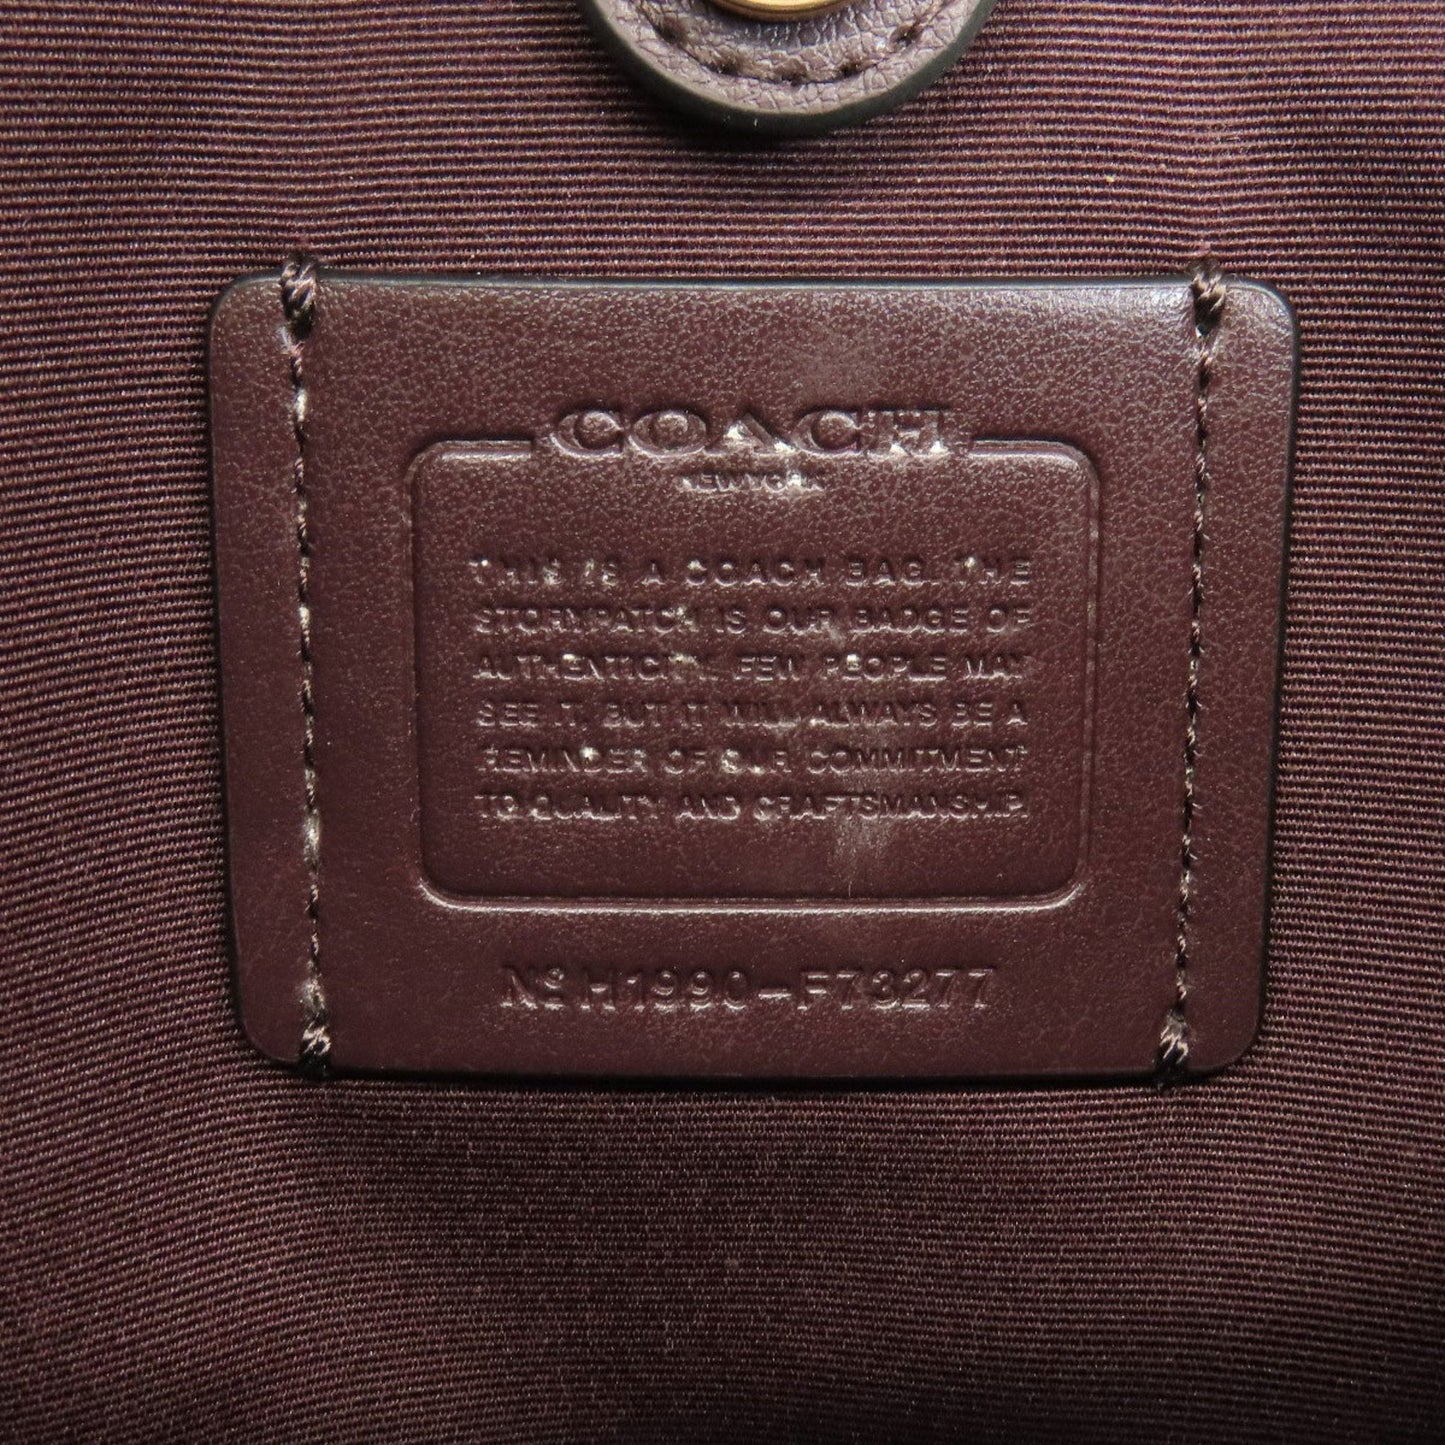 COACH
NEW YORK
THIS IS A COACH BAG. THE
STORYPATCH IS OUR BADGE OF
AUTHENTICITY. FEW PEOPLE MAY
SEE IT, BUT IT WILL ALWAYS BE A
REMINDER OF OUR COMMITMENT
TO QUALITY AND CRAFTSMANSHIP.
Nº H1990-F73277